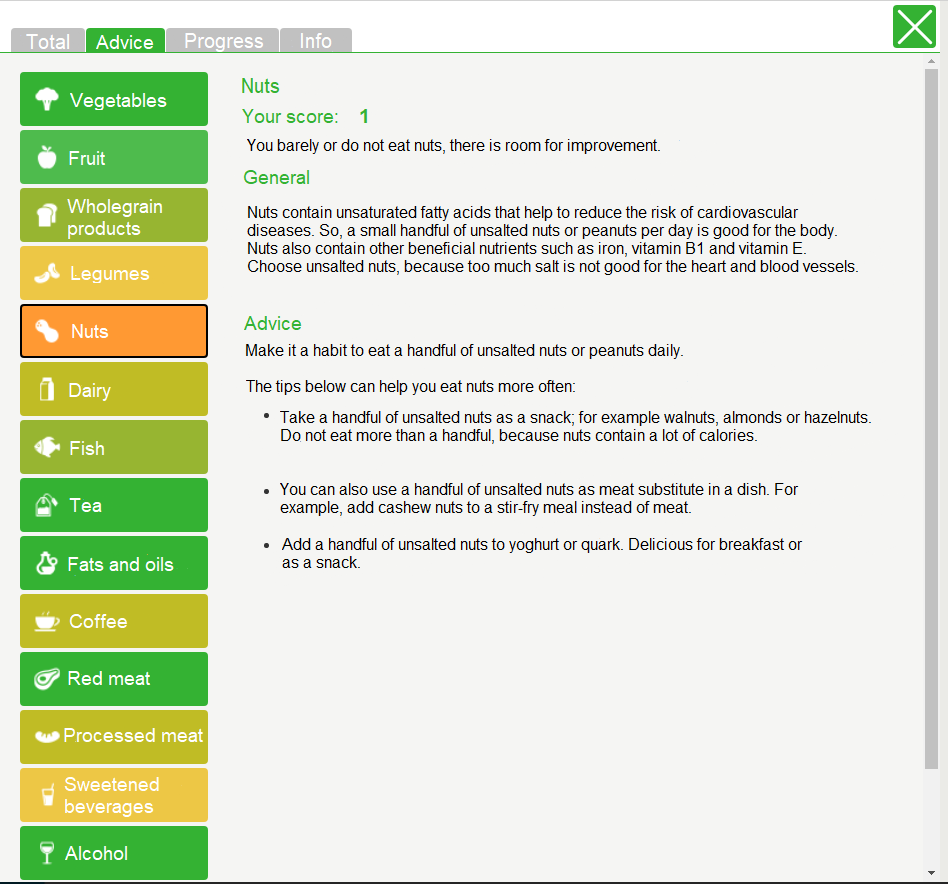 Total Advice Progress Info
Vegetables
Fruit
Wholegrain
products
Legumes
Nuts
Dairy
Fish
Tea
Fats and oils
Coffee
Red meat
Processed meat
Sweetened
beverages
Alcohol
Nuts
Your score: 1
You barely or do not eat nuts, there is room for improvement.
General
Nuts contain unsaturated fatty acids that help to reduce the risk of cardiovascular
diseases. So, a small handful of unsalted nuts or peanuts per day is good for the body.
Nuts also contain other beneficial nutrients such as iron, vitamin B1 and vitamin E.
Choose unsalted nuts, because too much salt is not good for the heart and blood vessels.
Advice
Make it a habit to eat a handful of unsalted nuts or peanuts daily.
The tips below can help you eat nuts more often:
• Take a handful of unsalted nuts as a snack; for example walnuts, almonds or hazelnuts.
Do not eat more than a handful, because nuts contain a lot of calories.
• You can also use a handful of unsalted nuts as meat substitute in a dish. For
example, add cashew nuts to a stir-fry meal instead of meat.
• Add a handful of unsalted nuts to yoghurt or quark. Delicious for breakfast or
as a snack.